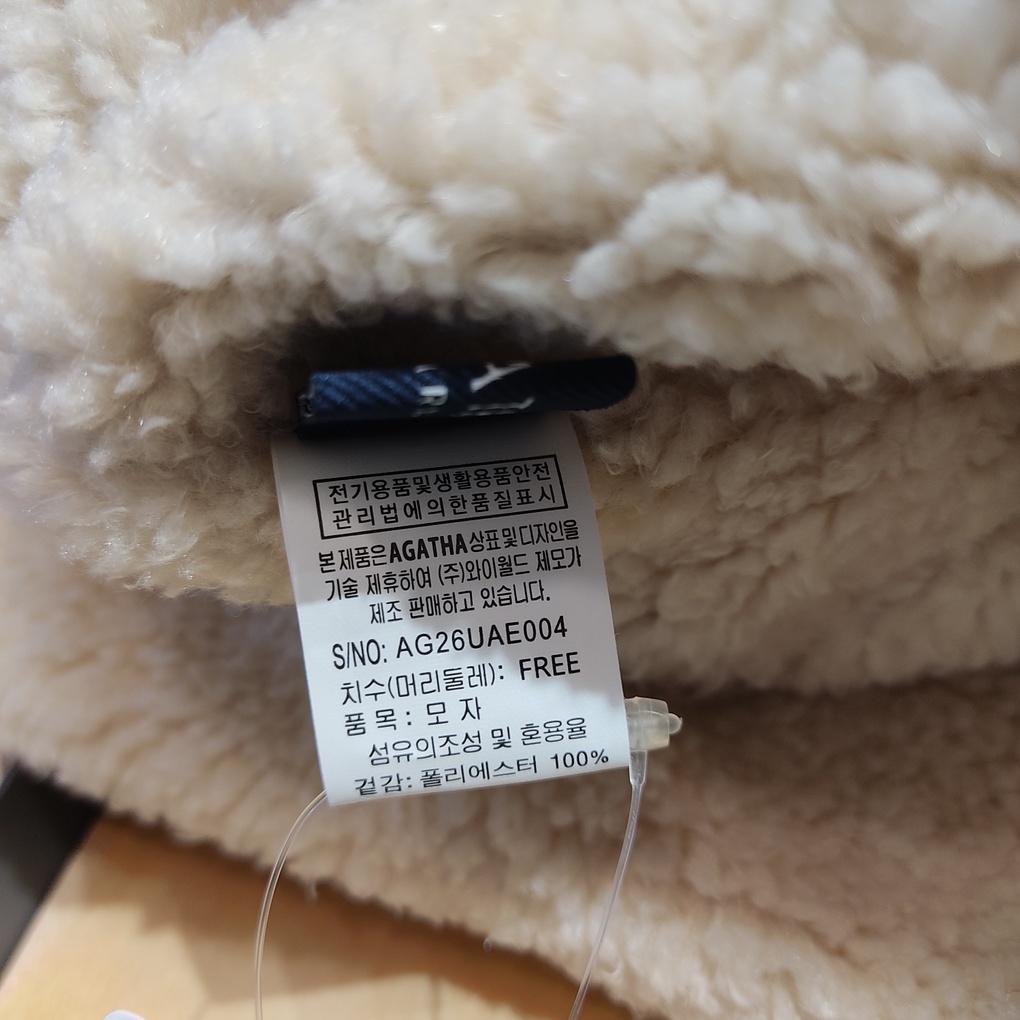 전기용품및생활용품안전
관리법에의한품질표시
본제품은AGATHA상표및디자인을
기술 제휴하여 (주)와이월드 제모가
제조 판매하고 있습니다.
S/NO: AG26UAE004
치수(머리둘레): FREE
품 목 : 모 자
섬유의조성 및 혼용율
겉감: 폴리에스터 100%